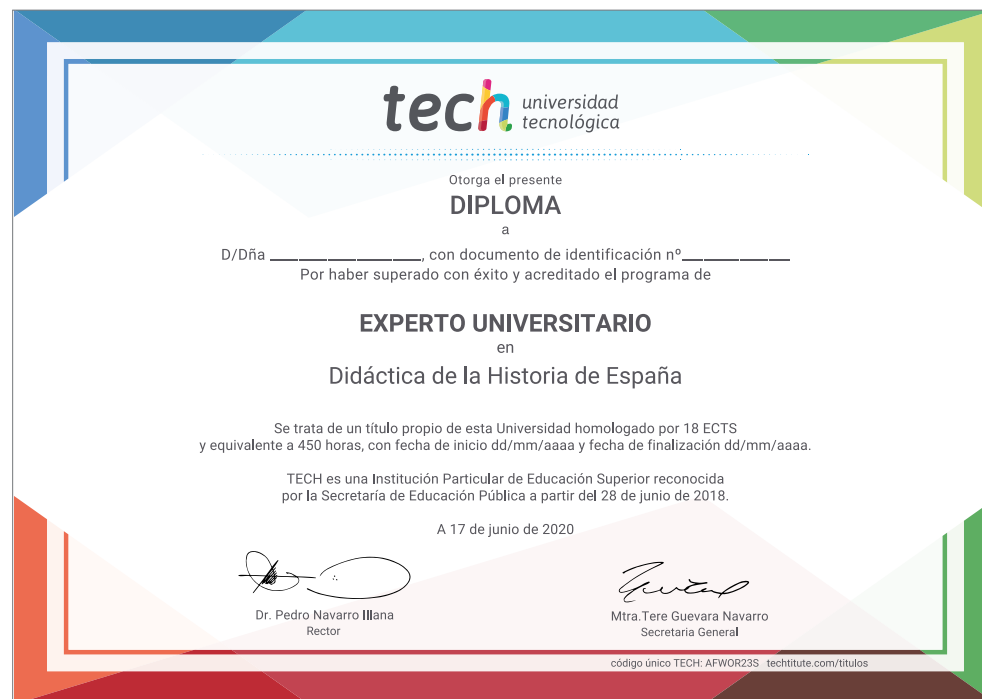 tech universidad
tecnológica
Otorga el presente
DIPLOMA
a
D/Dña ____________________, con documento de identificación nº______________
Por haber superado con éxito y acreditado el programa de
EXPERTO UNIVERSITARIO
en
Didáctica de la Historia de España
Se trata de un título propio de esta Universidad homologado por 18 ECTS
y equivalente a 450 horas, con fecha de inicio dd/mm/aaaa y fecha de finalización dd/mm/aaaa.
TECH es una Institución Particular de Educación Superior reconocida
por la Secretaría de Educación Pública a partir del 28 de junio de 2018.
A 17 de junio de 2020
Dr. Pedro Navarro Illana
Rector
Mtra.Tere Guevara Navarro
Secretaria General
código único TECH: AFWOR23S techtitute.com/titulos